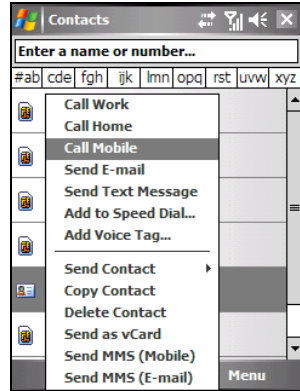 Contacts
Enter a name or number...
#ab cde fgh ijk lmn opq rst uvw xyz
Call Work
Call Home
Call Mobile
Send E-mail
Send Text Message
Add to Speed Dial...
Add Voice Tag...
Send Contact
Copy Contact
Delete Contact
Send as vCard
Send MMS (Mobile)
Send MMS (E-mail)
Menu